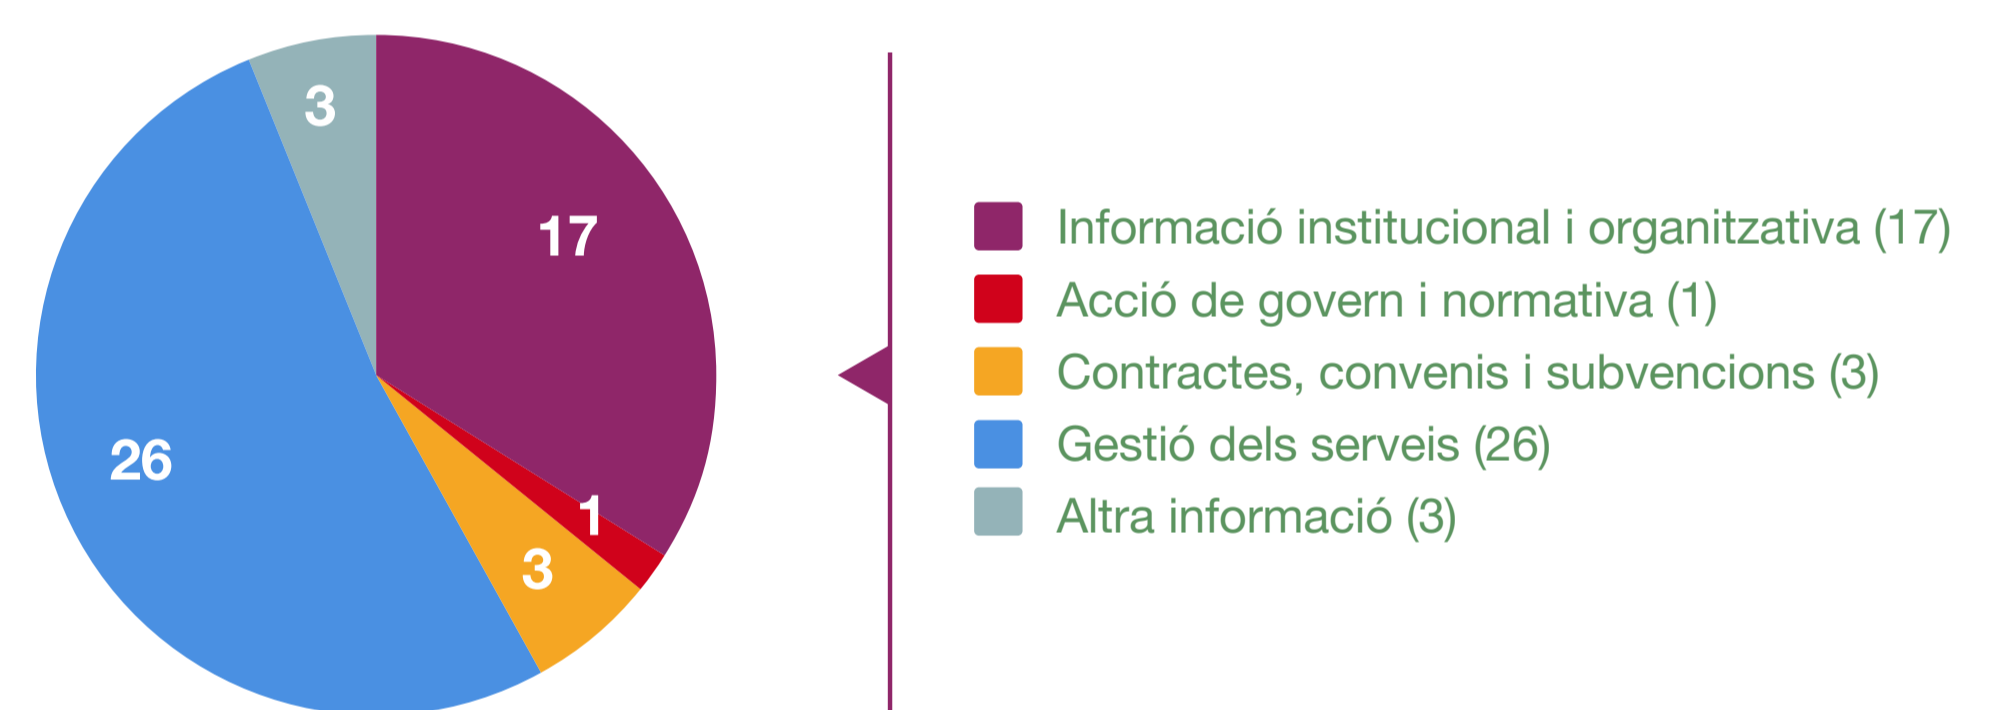 3
17
26
1
3
Informació institucional i organitzativa (17)
Acció de govern i normativa (1)
Contractes, convenis i subvencions (3)
Gestió dels serveis (26)
Altra informació (3)